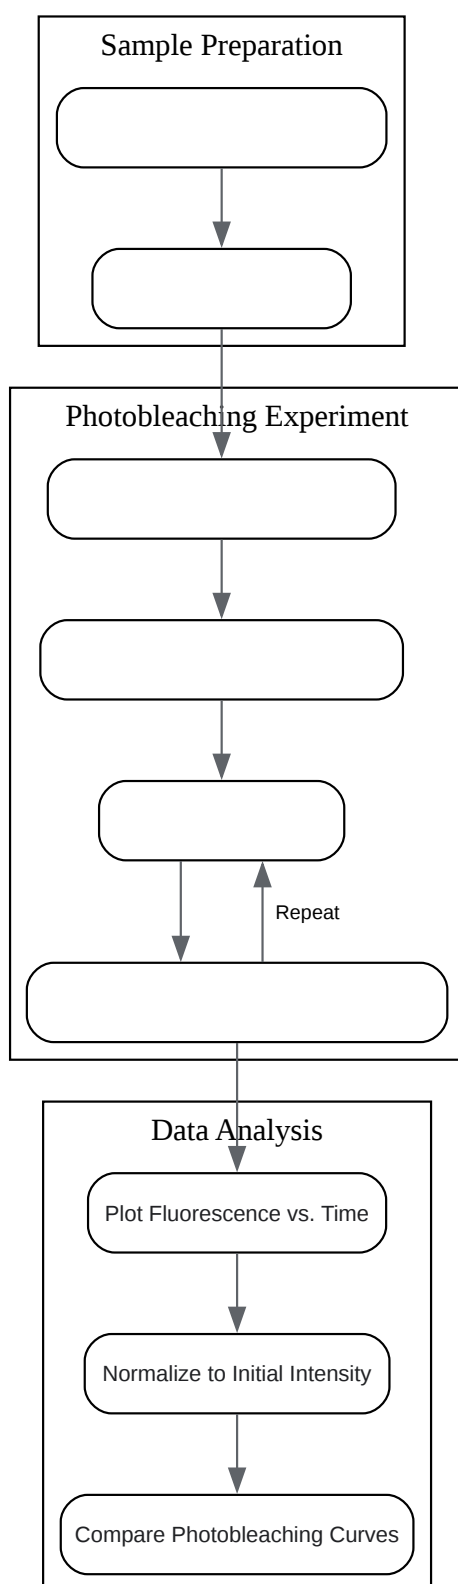 Sample Preparation
Photobleaching Experiment
Repeat
Data Analysis
Plot Fluorescence vs. Time
Normalize to Initial Intensity
Compare Photobleaching Curves